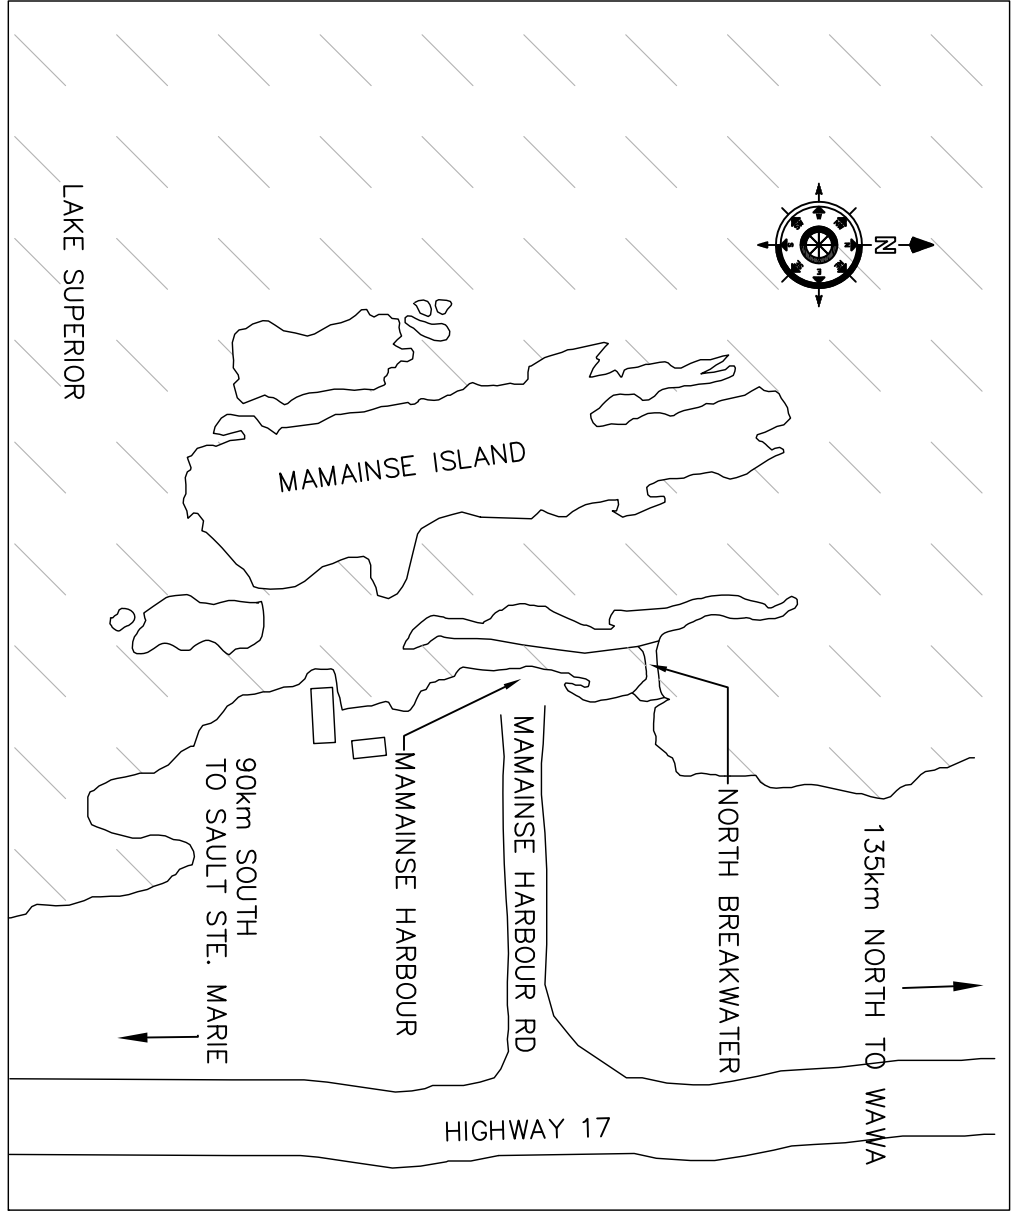 LAKE SUPERIOR
N
MAMAINSE ISLAND
90km SOUTH
TO SAULT STE. MARIE
MAMAINSE HARBOUR
MAMAINSE HARBOUR RD
NORTH BREAKWATER
135km NORTH TO WAWA
HIGHWAY 17